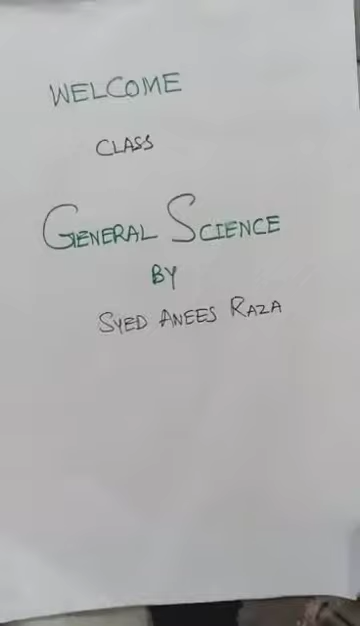 WELCOME
CLASS
GENERAL SCIENCE
BY
SYED ANEES RAZA